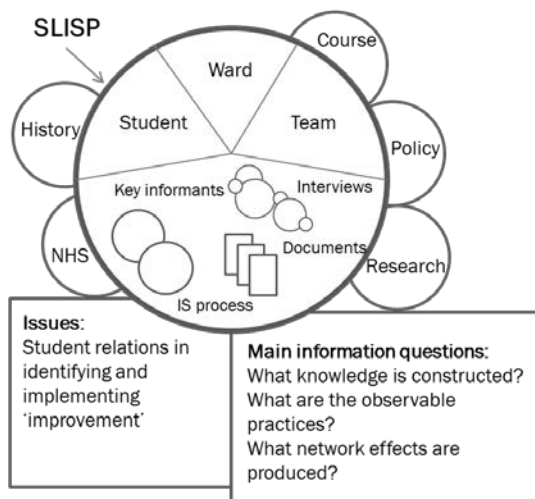 SLISP
Course
Ward
History
Student
Team
Policy
Key informants
Interviews
NHS
Documents
Research
IS process
Issues:
Student relations in
identifying and
implementing
‘improvement’
Main information questions:
What knowledge is constructed?
What are the observable
practices?
What network effects are
produced?